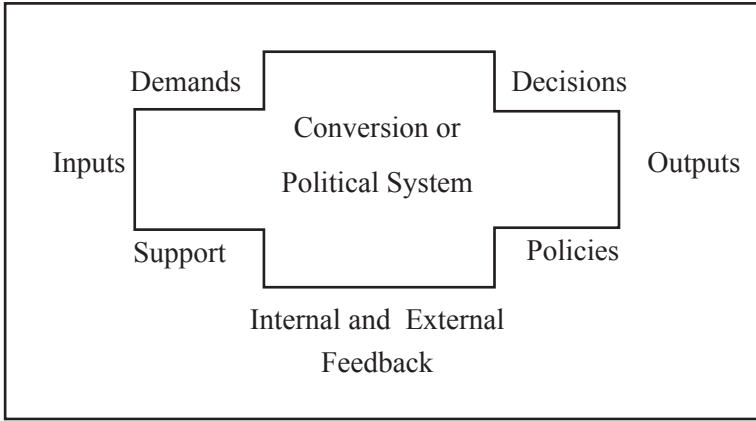 Demands
Decisions
Conversion or
Political System
Inputs
Outputs
Support
Policies
Internal and External
Feedback